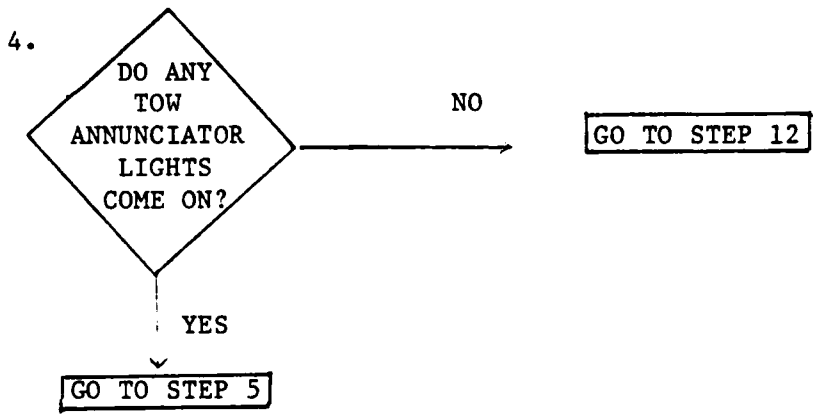 4.
DO ANY
TOW
ANNUNCIATOR
LIGHTS
COME ON?
NO
GO TO STEP 12
YES
GO TO STEP 5